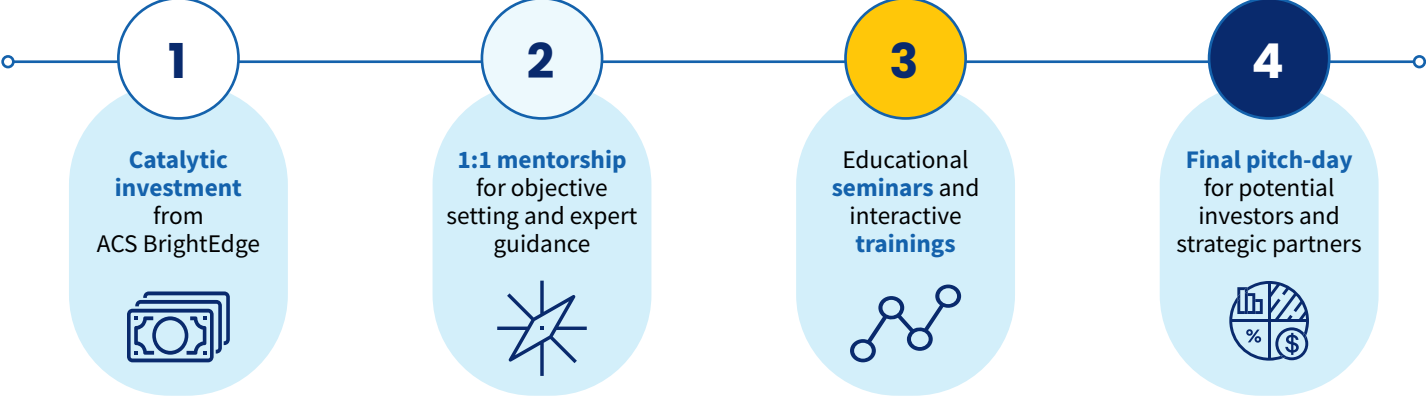 1
Catalytic
investment
from
ACS BrightEdge
2
1:1 mentorship
for objective
setting and expert
guidance
3
Educational
seminars and
interactive
trainings
4
Final pitch-day
for potential
investors and
strategic partners
%
$